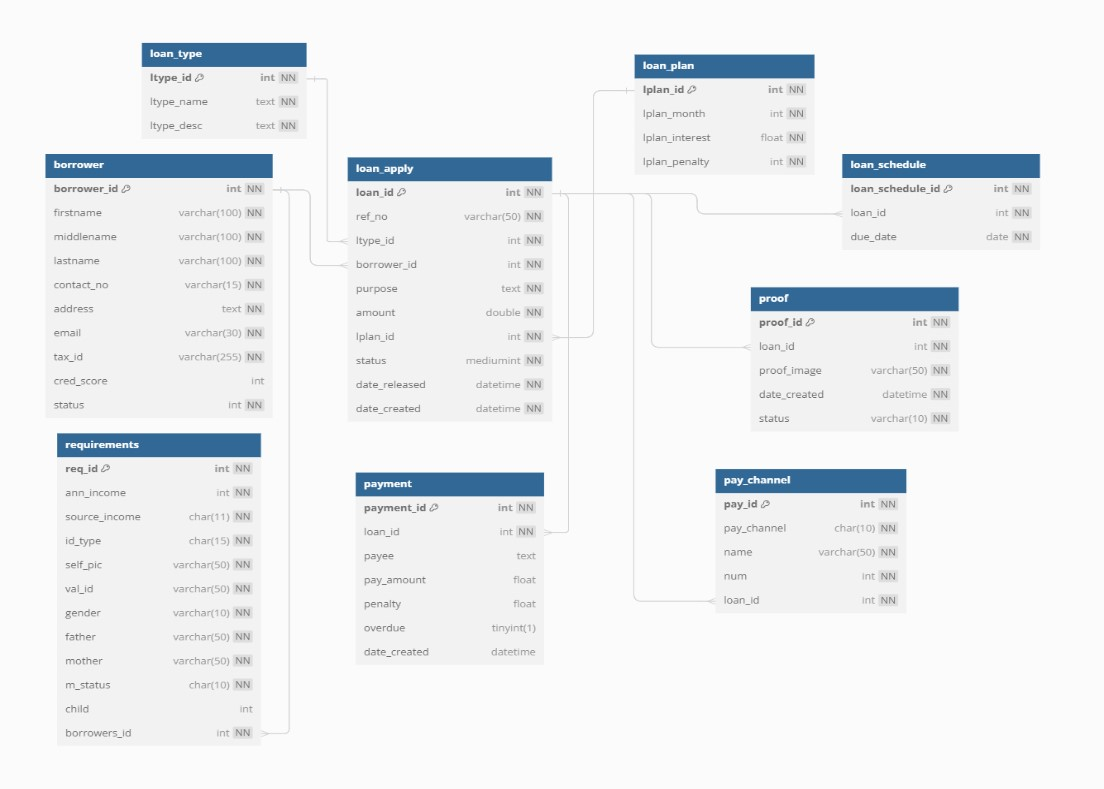 loan_type
ltype_id int NN
ltype_name text NN
ltype_desc text NN
borrower
borrower_id int NN
firstname varchar(100) NN
middlename varchar(100) NN
lastname varchar(100) NN
contact_no varchar(15) NN
address text NN
email varchar(30) NN
tax_id varchar(255) NN
cred_score int
status int NN
requirements
req_id int NN
ann_income int NN
source_income char(11) NN
id_type char(15) NN
self_pic varchar(50) NN
val_id varchar(50) NN
gender varchar(10) NN
father varchar(50) NN
mother varchar(50) NN
m_status char(10) NN
child int
borrowers_id int NN
loan_apply
loan_id int NN
ref_no varchar(50) NN
ltype_id int NN
borrower_id int NN
purpose text NN
amount double NN
lplan_id int NN
status mediumint NN
date_released datetime NN
date_created datetime NN
payment
payment_id int NN
loan_id int NN
payee text
pay_amount float
penalty float
overdue tinyint(1)
date_created datetime
loan_plan
lplan_id int NN
lplan_month int NN
lplan_interest float NN
lplan_penalty int NN
loan_schedule
loan_schedule_id int NN
loan_id int NN
due_date date NN
proof
proof_id int NN
loan_id int NN
proof_image varchar(50) NN
date_created datetime NN
status varchar(10) NN
pay_channel
pay_id int NN
pay_channel char(10) NN
name varchar(50) NN
num int NN
loan_id int NN